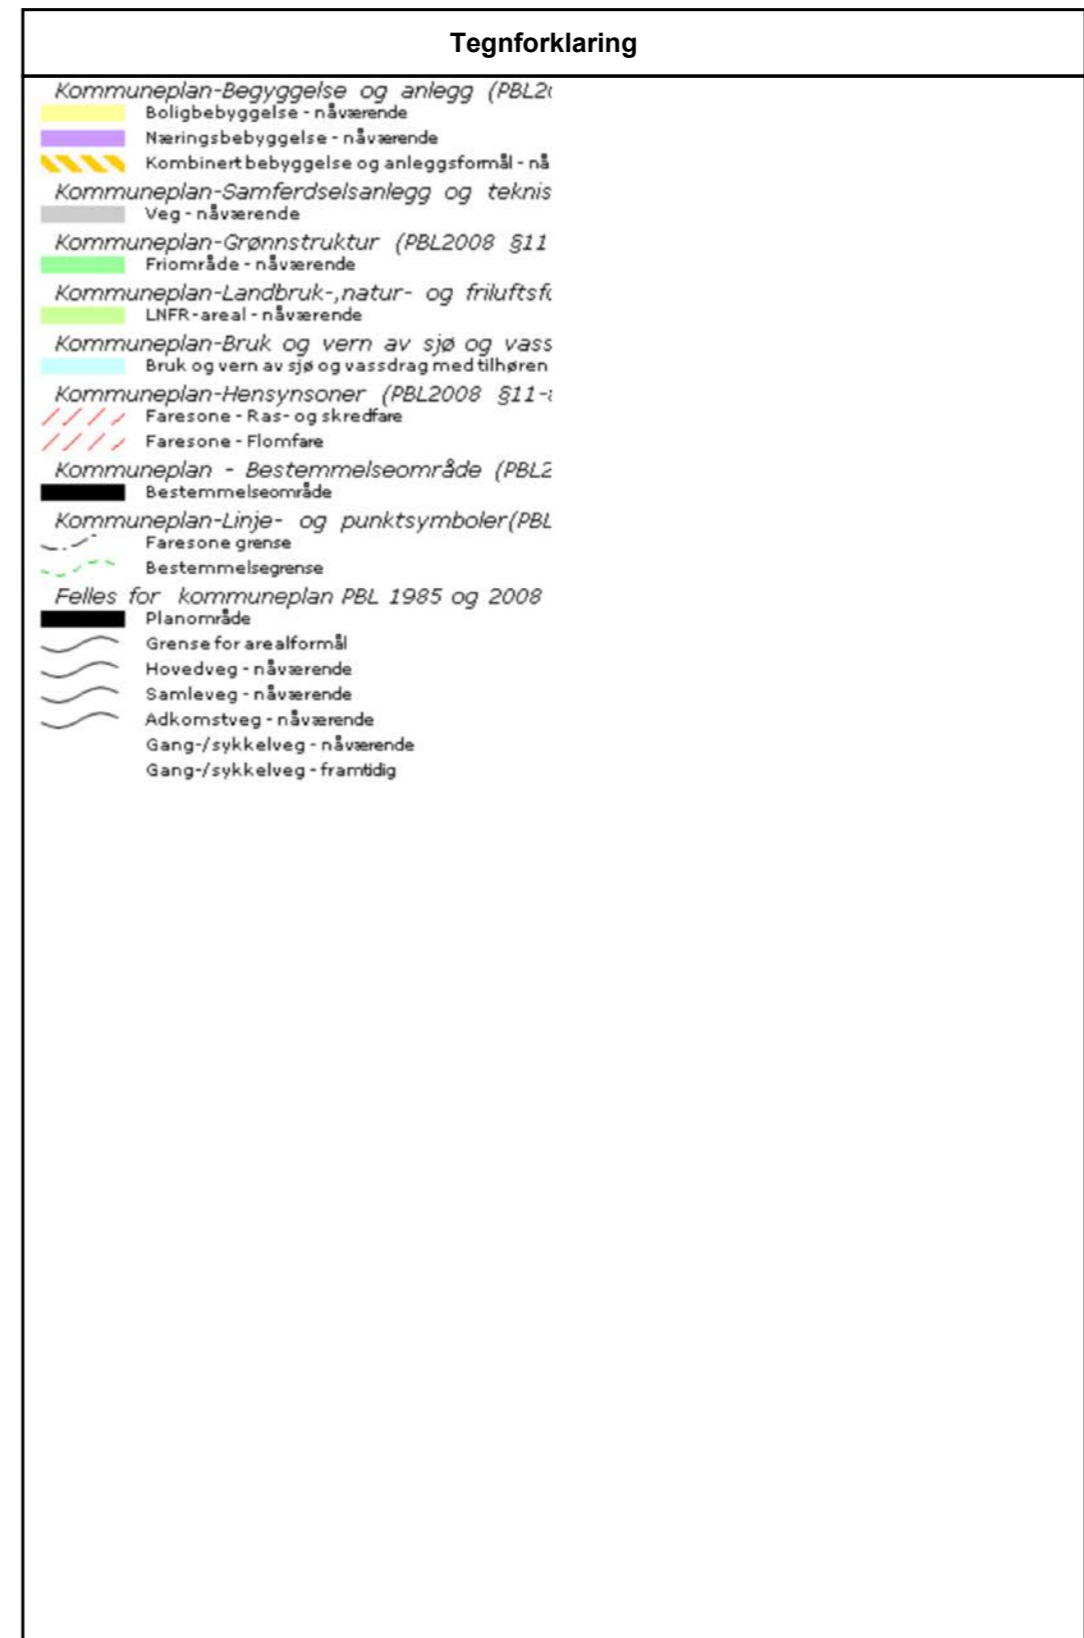 Tegnforklaring
Kommuneplan-Begyggelse og anlegg (PBL20
Boligbebyggelse - nåværende
Næringsbebyggelse - nåværende
Kombinert bebyggelse og anleggsformål - nå
Kommuneplan-Samferdselsanlegg og teknis
Veg - nåværende
Kommuneplan-Grønnstruktur (PBL2008 §11
Friområde - nåværende
Kommuneplan-Landbruk-,natur- og friluftsfo
LNFR-areal - nåværende
Kommuneplan-Bruk og vern av sjø og vass
Bruk og vern av sjø og vassdrag med tilhøren
Kommuneplan-Hensynsoner (PBL2008 §11-8
Faresone - Ras- og skredfare
Faresone - Flomfare
Kommuneplan - Bestemmelseområde (PBL2
Bestemmelseområde
Kommuneplan-Linje- og punktsymboler(PBL
Faresone grense
Bestemmelsegrense
Felles for kommuneplan PBL 1985 og 2008
Planområde
Grense for arealformål
Hovedveg - nåværende
Samleveg - nåværende
Adkomstveg - nåværende
Gang-/sykkelveg - nåværende
Gang-/sykkelveg - framtidig